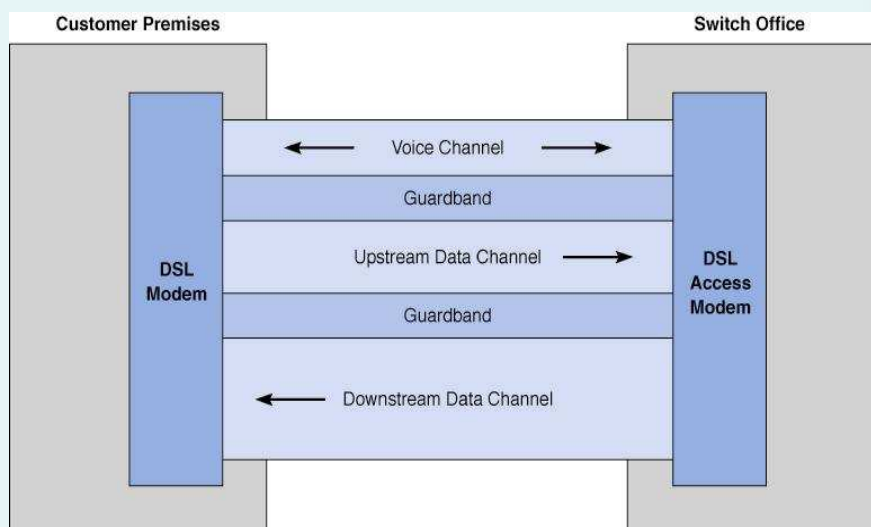 Customer Premises
Switch Office
Voice Channel
Guardband
Upstream Data Channel
DSL
Modem
DSL
Access
Modem
Guardband
Downstream Data Channel